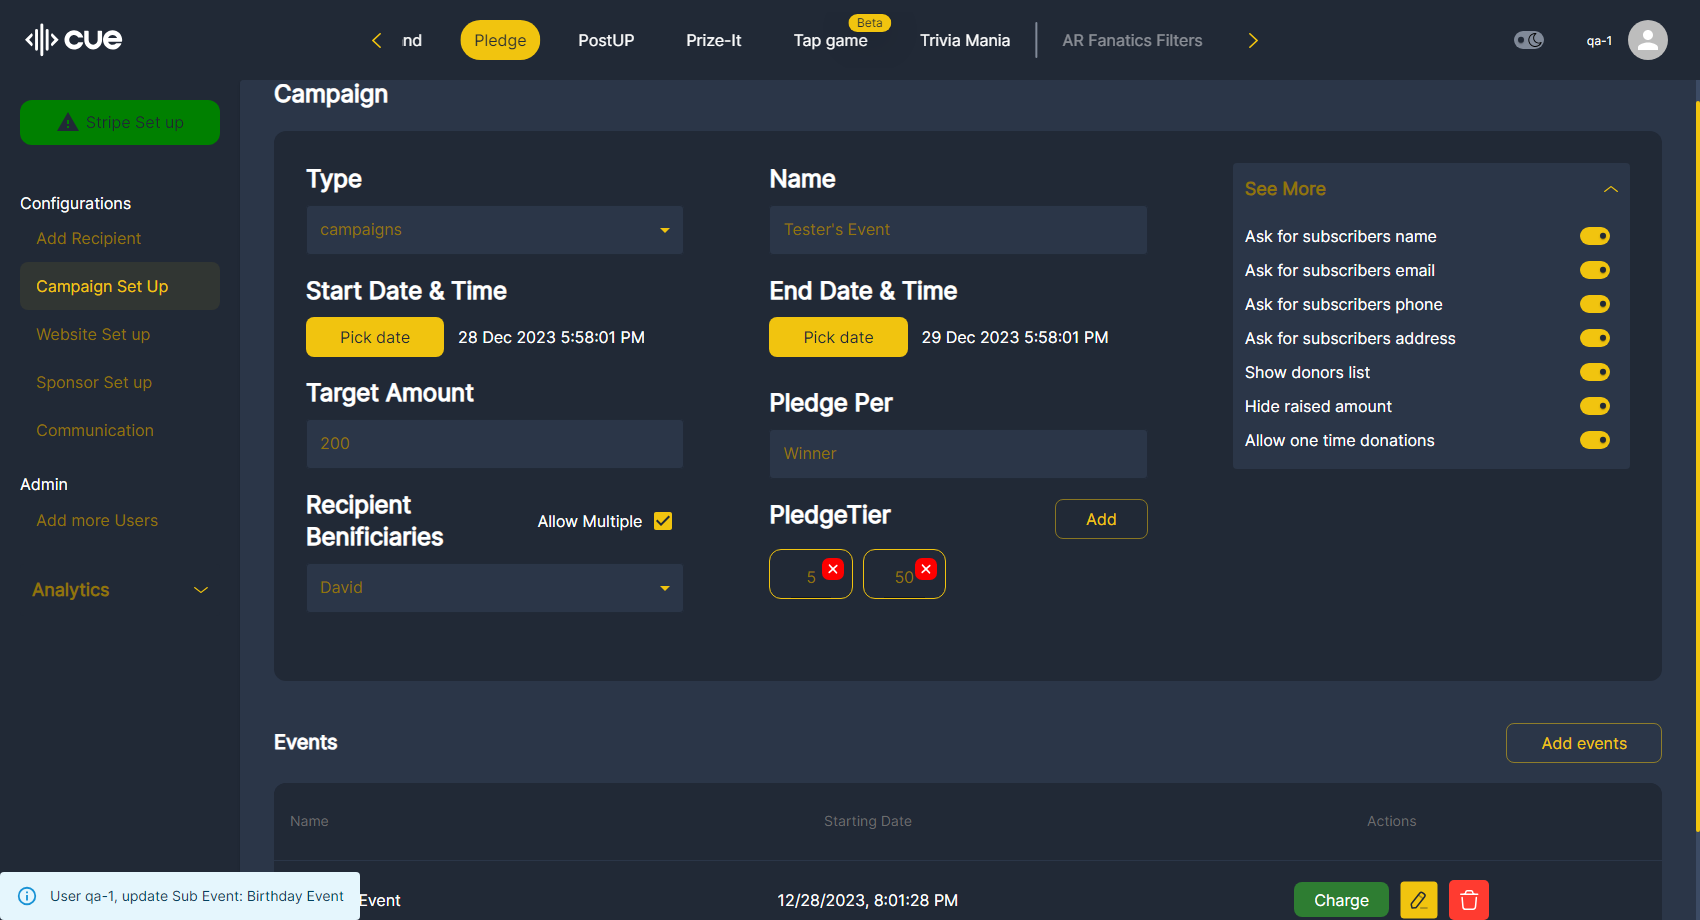 cue
nd
Pledge
PostUP
Prize-It
Tap game
Beta
Trivia Mania
AR Fanatics Filters
qa-1
Stripe Set up
Configurations
Add Recipient
Campaign Set Up
Website Set up
Sponsor Set up
Communication
Admin
Add more Users
Analytics
Campaign
Type
campaigns
Name
Tester's Event
Start Date & Time
Pick date 28 Dec 2023 5:58:01 PM
End Date & Time
Pick date 29 Dec 2023 5:58:01 PM
Target Amount
200
Pledge Per
Winner
Recipient
Benificiaries
Allow Multiple
David
PledgeTier
Add
5
50
See More
Ask for subscribers name
Ask for subscribers email
Ask for subscribers phone
Ask for subscribers address
Show donors list
Hide raised amount
Allow one time donations
Events
Add events
Name Starting Date Actions
Event 12/28/2023, 8:01:28 PM Charge
User qa-1, update Sub Event: Birthday Event